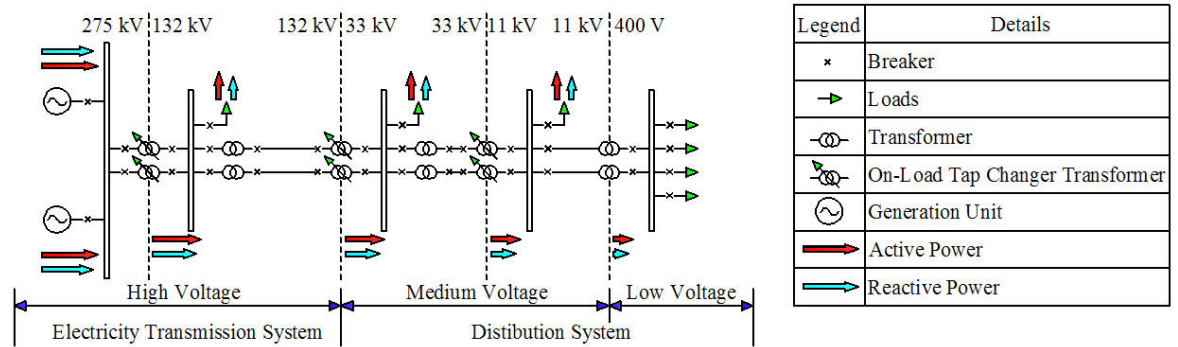 275 kV 132 kV 132 kV 33 kV 33 kV 11 kV 11 kV 400 V
High Voltage Medium Voltage Low Voltage
Electricity Transmission System Distibution System
Legend Details
Breaker
Loads
Transformer
On-Load Tap Changer Transformer
Generation Unit
Active Power
Reactive Power